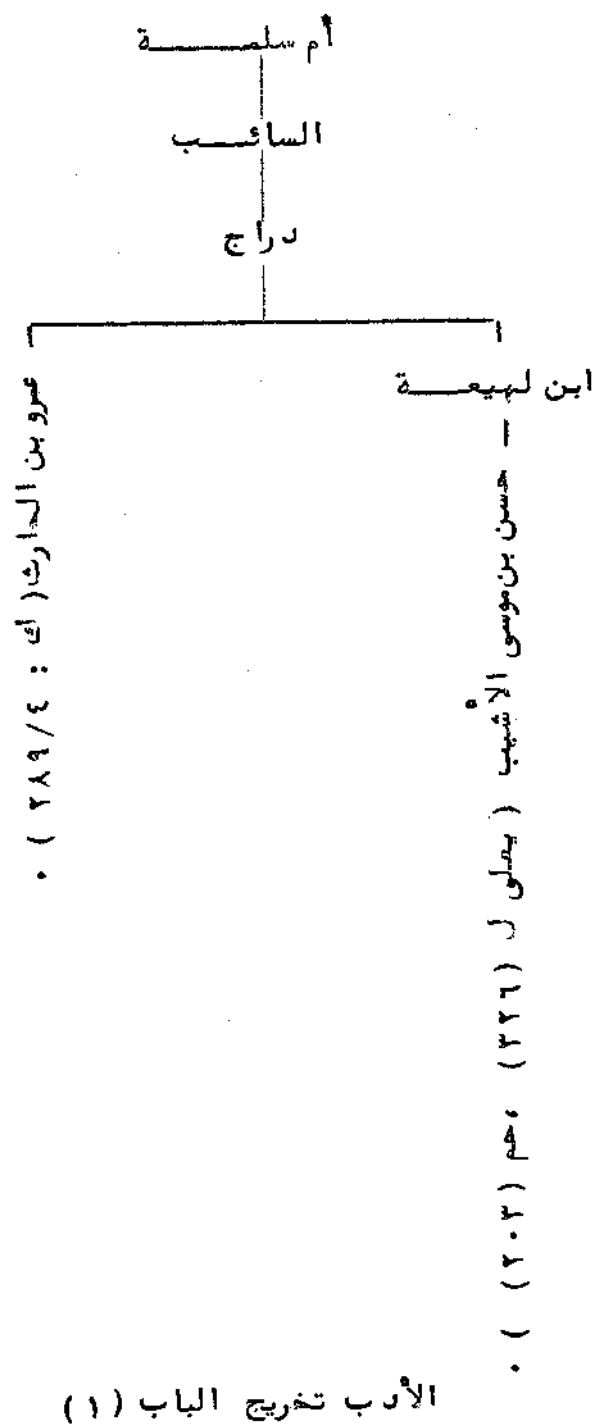 أم سلمة
السائب
دراج
ابن لهيعة
– حسن بن موسى الأشيب ( يعلى ل (٣٢٦) ، حم (٢٠٣) ) .
عمرو بن الحارث ( ك : ٢٨٩/٤ ) .
الأدب تخريج الباب (١)